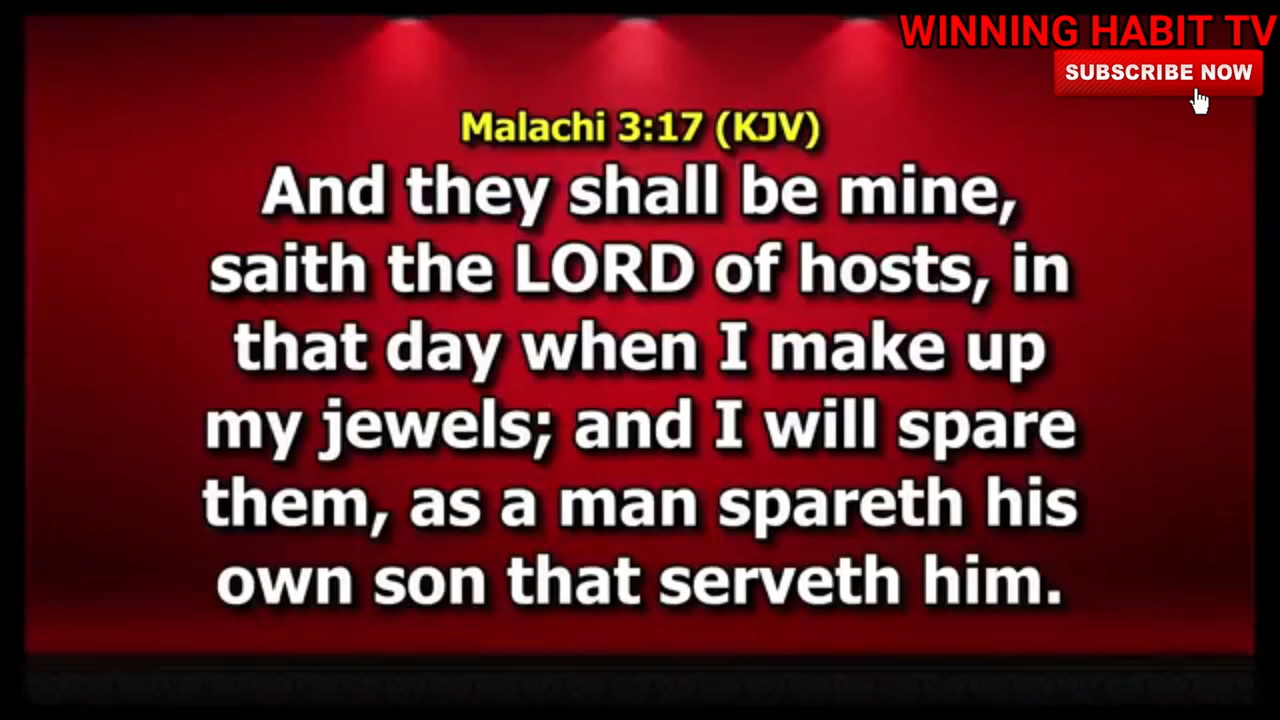 WINNING HABIT TV
SUBSCRIBE NOW
Malachi 3:17 (KJV)
And they shall be mine,
saith the LORD of hosts, in
that day when I make up
my jewels; and I will spare
them, as a man spareth his
own son that serveth him.